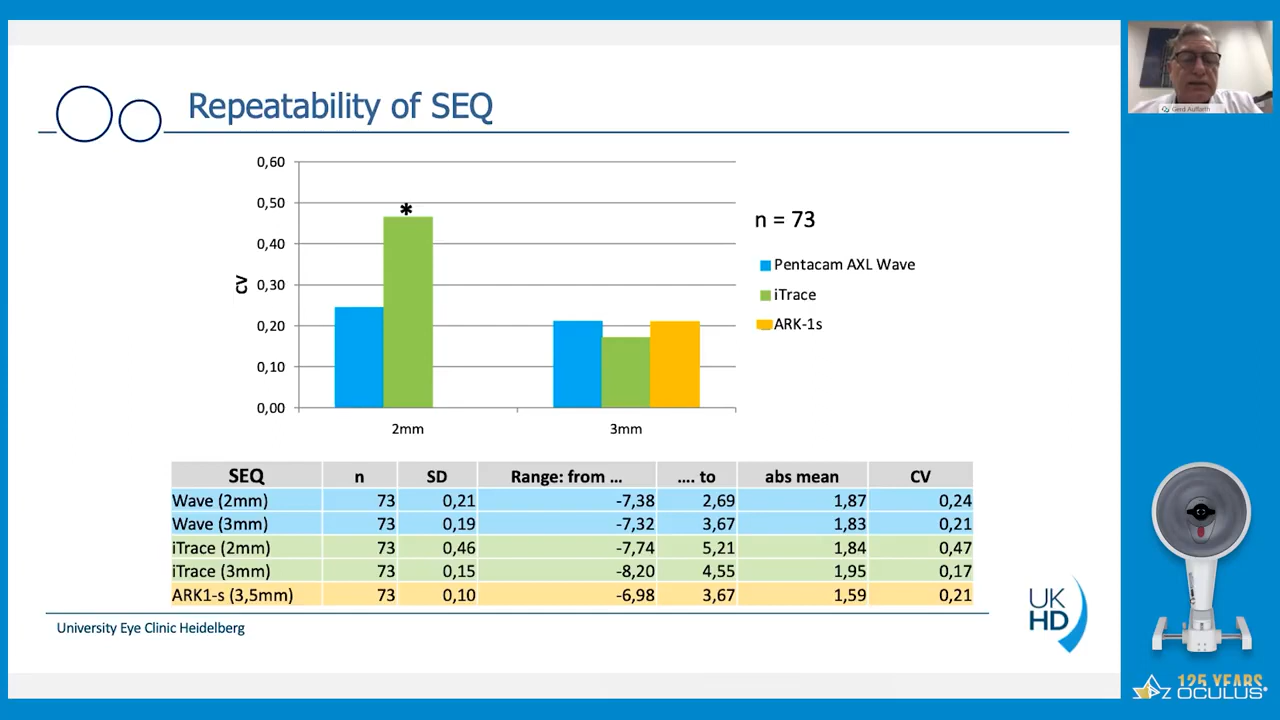 Repeatability of SEQ
0,60
0,50
0,40
0,30
0,20
0,10
0,00
CV
*
2mm
3mm
n = 73
Pentacam AXL Wave
iTrace
ARK-1s
SEQ n SD Range: from ... .... to abs mean CV
Wave (2mm) 73 0,21 -7,38 2,69 1,87 0,24
Wave (3mm) 73 0,19 -7,32 3,67 1,83 0,21
iTrace (2mm) 73 0,46 -7,74 5,21 1,84 0,47
iTrace (3mm) 73 0,15 -8,20 4,55 1,95 0,17
ARK1-s (3,5mm) 73 0,10 -6,98 3,67 1,59 0,21
University Eye Clinic Heidelberg
UK
HD
Gerd Auffarth
125 YEARS
OCULUS®